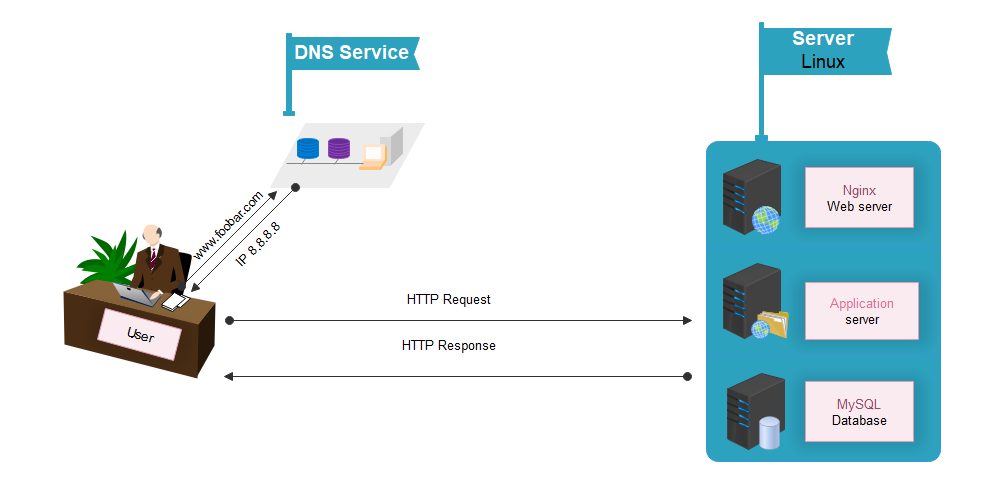 DNS Service
Server
Linux
www.foobar.com
IP 8.8.8.8
User
HTTP Request
HTTP Response
Nginx
Web server
Application
server
MySQL
Database